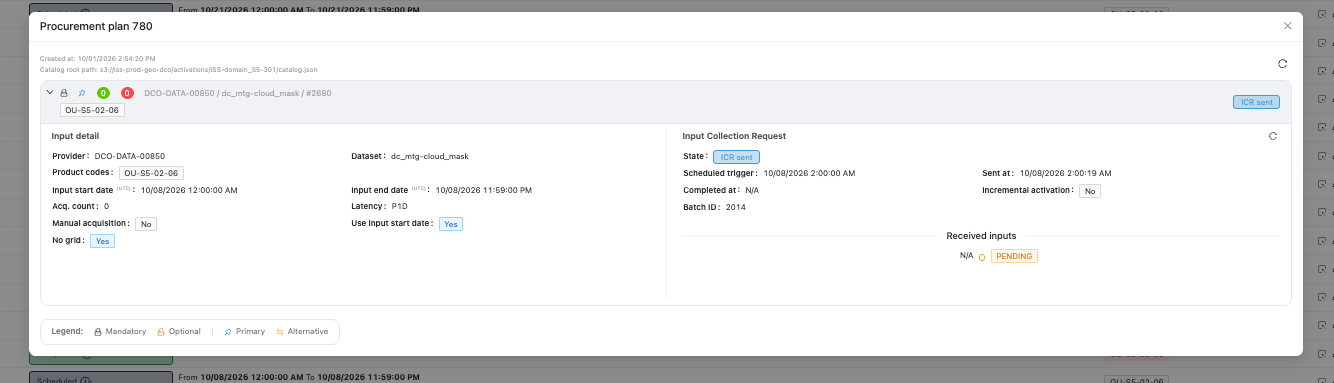 From 10/21/2026 12:00:00 AM To 10/21/2026 11:59:00 PM
Procurement plan 780
Created at: 10/01/2026 2:54:20 PM
Catalog root path: s3://iss-prod-geo-dco/activations/ISS-domain_S5-301/catalog.json
0 0 DCO-DATA-00850 / dc_mtg-cloud_mask / #2680
OU-S5-02-06
ICR sent
Input detail
Provider: DCO-DATA-00850 Dataset: dc_mtg-cloud_mask
Product codes: OU-S5-02-06
Input start date (UTC): 10/08/2026 12:00:00 AM Input end date (UTC): 10/08/2026 11:59:00 PM
Acq. count: 0 Latency: P1D
Manual acquisition: No Use input start date: Yes
No grid: Yes
Input Collection Request
State: ICR sent
Scheduled trigger: 10/08/2026 2:00:00 AM Sent at: 10/08/2026 2:00:19 AM
Completed at: N/A Incremental activation: No
Batch ID: 2014
Received inputs
N/A PENDING
Legend: Mandatory Optional | Primary Alternative
Scheduled From 10/08/2026 12:00:00 AM To 10/08/2026 11:59:00 PM OU-S5-02-06